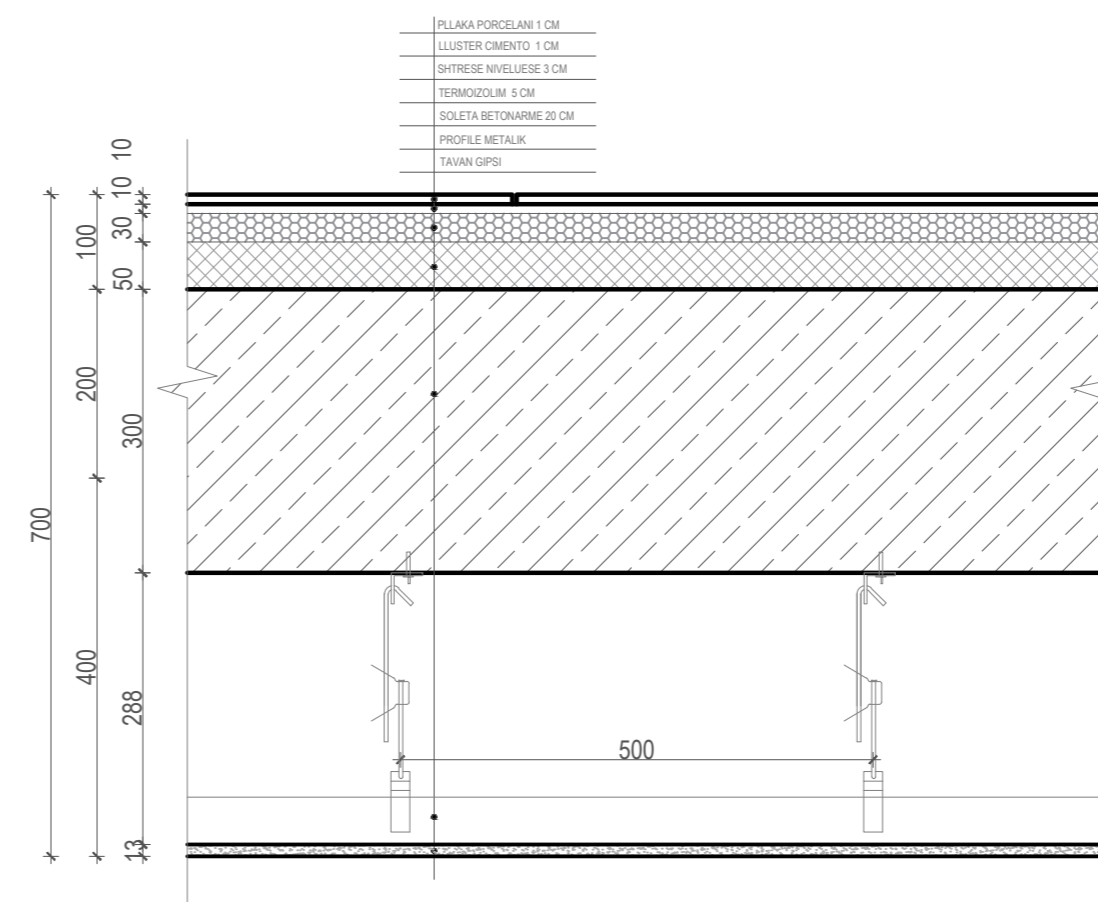 PLLAKA PORCELANI 1 CM
LLUSTER CIMENTO 1 CM
SHTRESE NIVELUESE 3 CM
TERMOIZOLIM 5 CM
SOLETA BETONARME 20 CM
PROFILE METALIK
TAVAN GIPSI
10
10
30
100
50
200
300
700
400
288
500
13